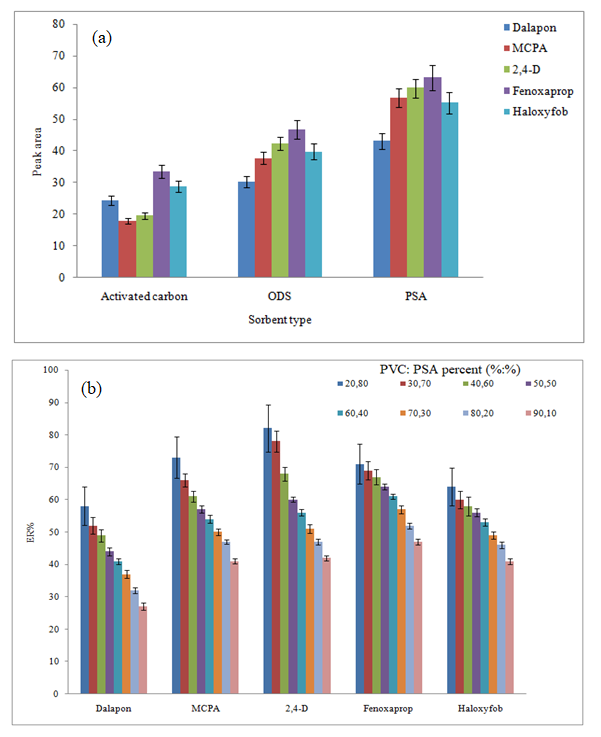 (a)
80
70
60
50
40
30
20
10
0
Peak area
Activated carbon
ODS
PSA
Sorbent type
Dalapon
MCPA
2,4-D
Fenoxaprop
Haloxyfob
(b)
PVC: PSA percent (%:%)
20,80
30,70
40,60
50,50
60,40
70,30
80,20
90,10
100
90
80
70
60
50
40
30
20
10
0
ER%
Dalapon
MCPA
2,4-D
Fenoxaprop
Haloxyfob